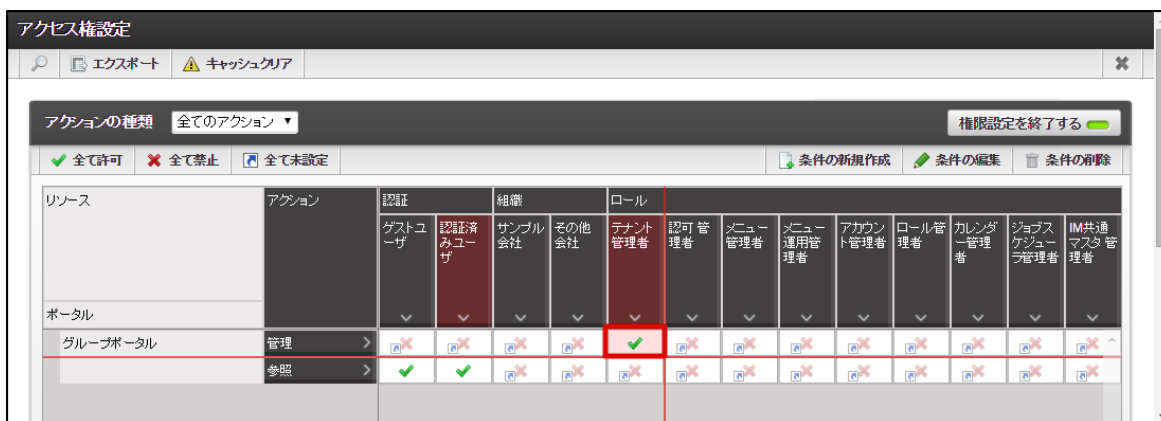 アクセス権設定
エクスポート キャッシュクリア
アクションの種類 全てのアクション 権限設定を終了する
全て許可 全て禁止 全て未設定 条件の新規作成 条件の編集 条件の削除
リソース アクション 認証 組織 ロール
ゲストユーザ 認証済みユーザ サンプル会社 その他会社 テナント管理者 認可管理者 メニュー管理者 メニュー運用管理者 アカウント管理者 ロール管理者 カレンダー管理者 ジョブスケジューラ管理者 IM共通マスタ管理者
ポータル
グループポータル 管理
参照